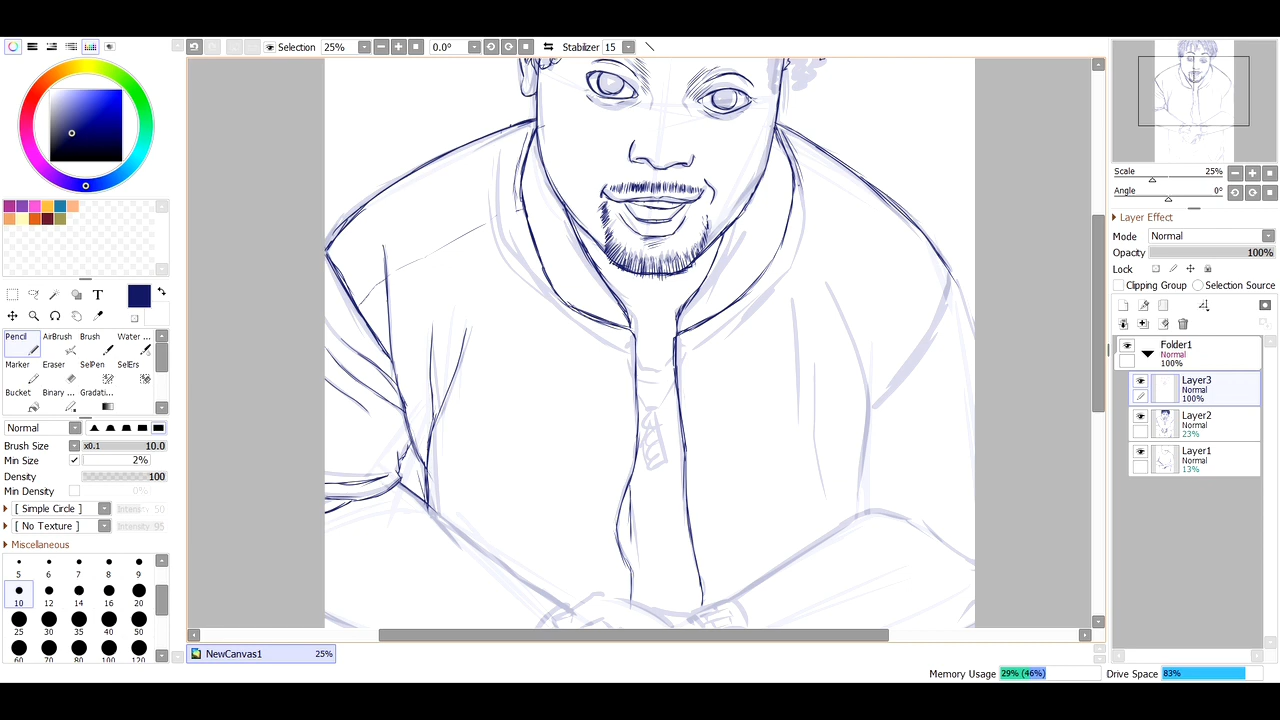 Selection 25% 0.0° Stabilizer 15
Scale 25%
Angle 0°
Layer Effect
Mode Normal
Opacity 100%
Lock
Clipping Group Selection Source
T
Pencil AirBrush Brush Water ...
Marker Eraser SelPen SelErs
Bucket Binary ... Gradati...
Normal
Brush Size x0.1 10.0
Min Size 2%
Density 100
Min Density 0%
[ Simple Circle ] Intensity 50
[ No Texture ] Intensity 95
Miscellaneous
5 6 7 8 9
10 12 14 16 20
25 30 35 40 50
60 70 80 100 120
Folder1
Normal
100%
Layer3
Normal
100%
Layer2
Normal
23%
Layer1
Normal
13%
NewCanvas1 25%
Memory Usage 29% (46%) Drive Space 83%